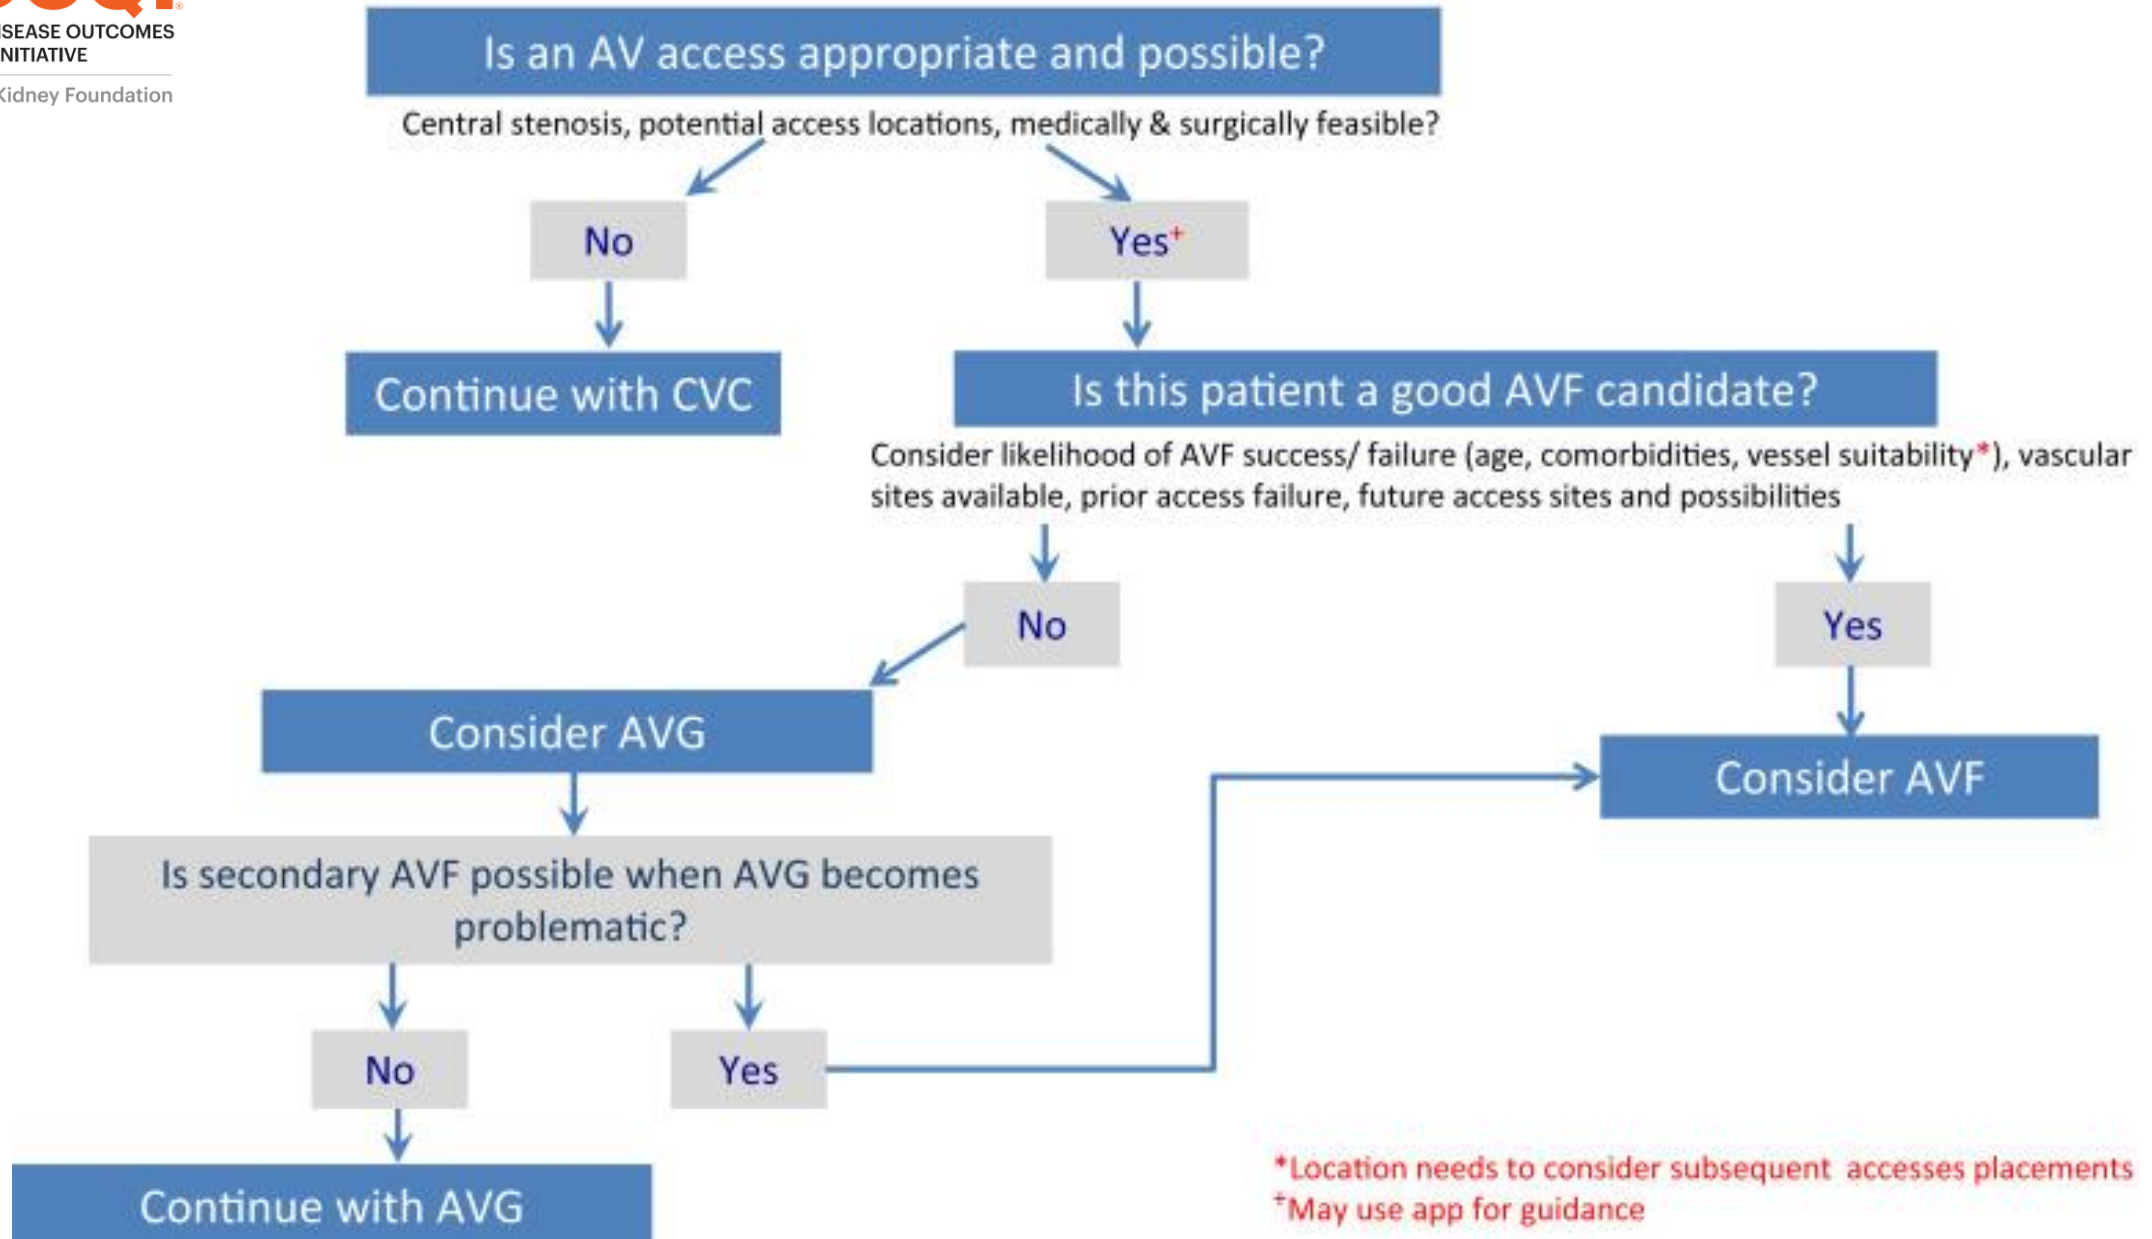 DISEASE OUTCOMES
INITIATIVE
Kidney Foundation
Is an AV access appropriate and possible?
Central stenosis, potential access locations, medically & surgically feasible?
No
Yes+
Continue with CVC
Is this patient a good AVF candidate?
Consider likelihood of AVF success/ failure (age, comorbidities, vessel suitability*), vascular
sites available, prior access failure, future access sites and possibilities
No
Yes
Consider AVG
Consider AVF
Is secondary AVF possible when AVG becomes
problematic?
No
Yes
Continue with AVG
*Location needs to consider subsequent accesses placements
+May use app for guidance